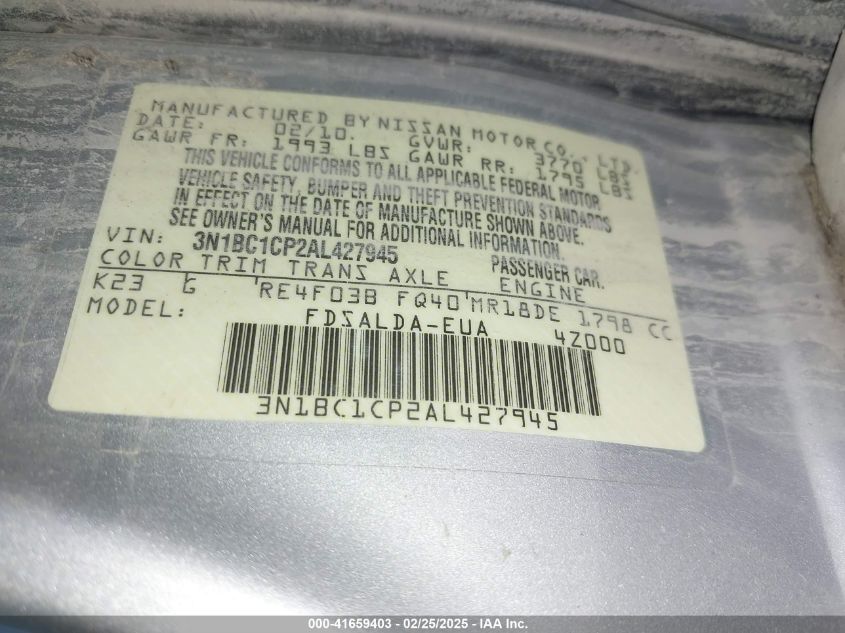 MANUFACTURED BY NISSAN MOTOR CO., LTD.
DATE: 02/10. GVWR: 3770 LBS
GAWR FR: 1993 LBS GAWR RR: 1795 LBS
THIS VEHICLE CONFORMS TO ALL APPLICABLE FEDERAL MOTOR
VEHICLE SAFETY, BUMPER AND THEFT PREVENTION STANDARDS
IN EFFECT ON THE DATE OF MANUFACTURE SHOWN ABOVE.
SEE OWNER'S MANUAL FOR ADDITIONAL INFORMATION.
VIN: 3N1BC1CP2AL427945 PASSENGER CAR.
COLOR TRIM TRANS AXLE ENGINE
K23 G RE4F03B FQ40 MR18DE 1798 CC
MODEL: FDSALDA-EUA 4Z000
3N1BC1CP2AL427945
000-41659403 - 02/25/2025 - IAA Inc.